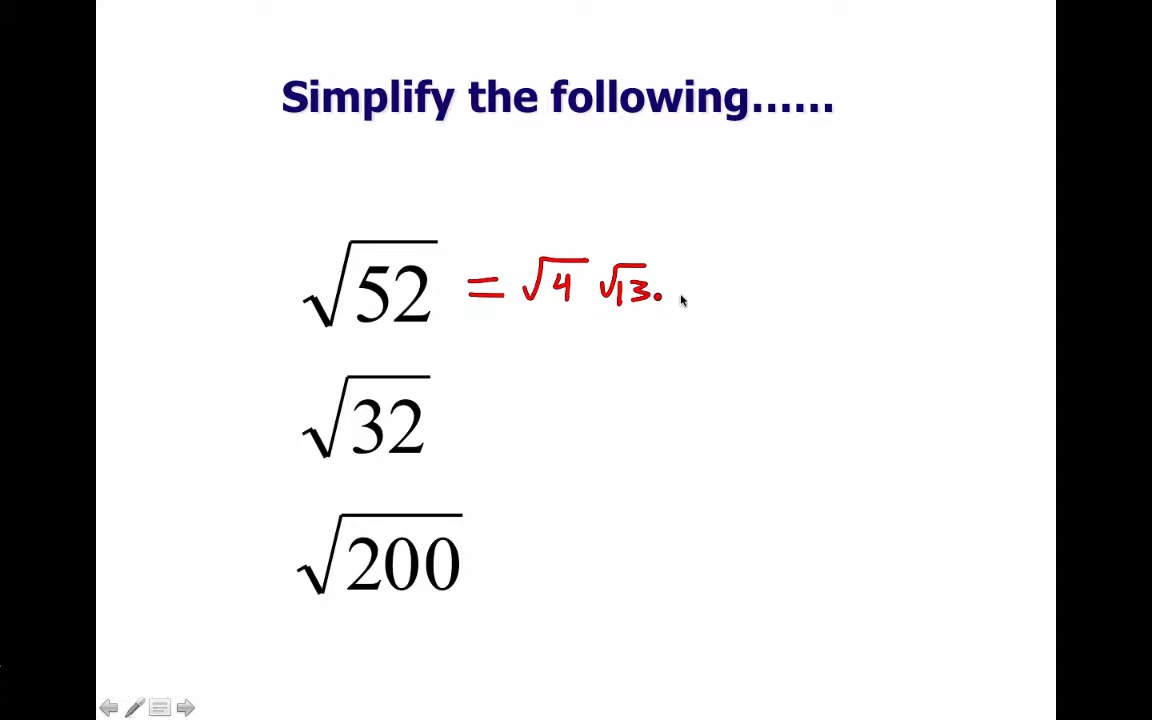 Simplify the following......
√52 = √4 √13.
√32
√200